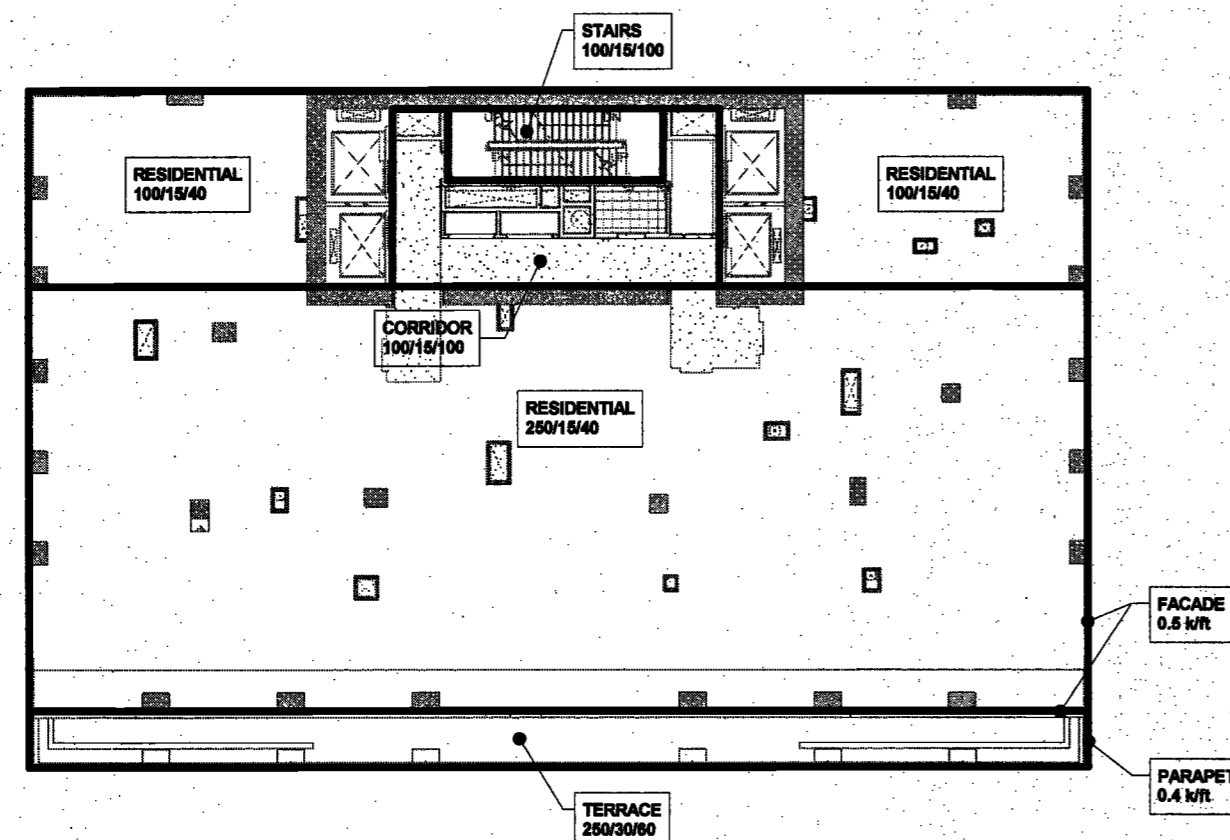 STAIRS
100/15/100
RESIDENTIAL
100/15/40
RESIDENTIAL
100/15/40
CORRIDOR
100/15/100
RESIDENTIAL
250/15/40
FACADE
0.5 k/ft
PARAPET
0.4 k/ft
TERRACE
250/30/60